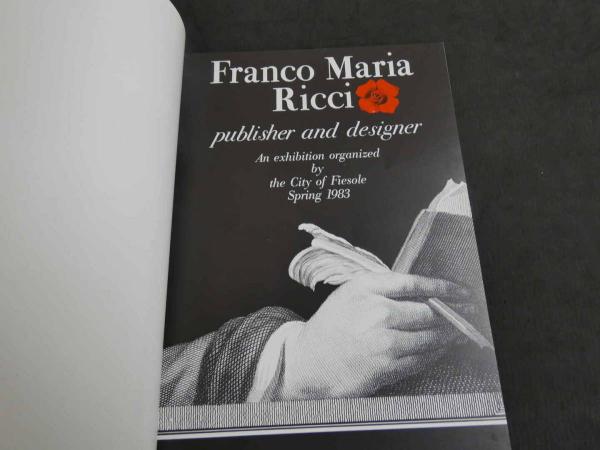 Franco Maria
Ricci
publisher and designer
An exhibition organized
by
the City of Fiesole
Spring 1983